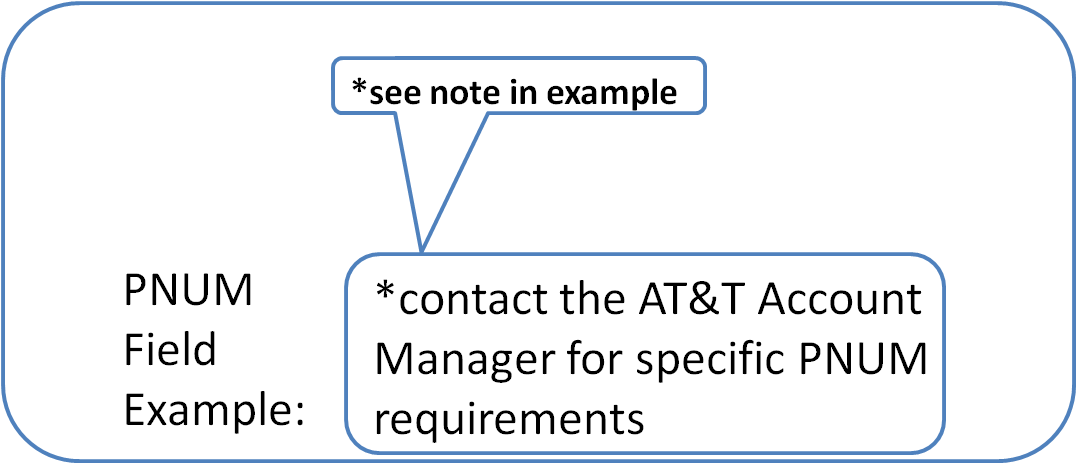 *see note in example
PNUM
Field
Example:
*contact the AT&T Account
Manager for specific PNUM
requirements